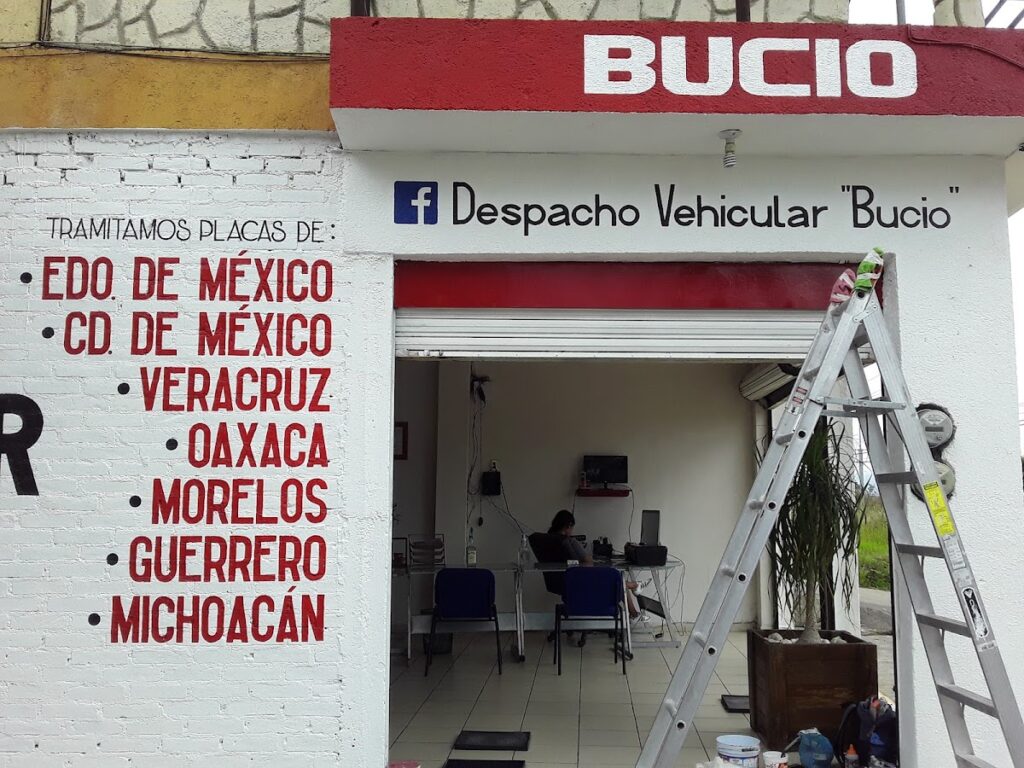 BUCIO
f Despacho Vehicular "Bucio"
TRAMITAMOS PLACAS DE:
• EDO. DE MÉXICO
• CD. DE MÉXICO
• VERACRUZ
• OAXACA
• MORELOS
• GUERRERO
• MICHOACÁN
R